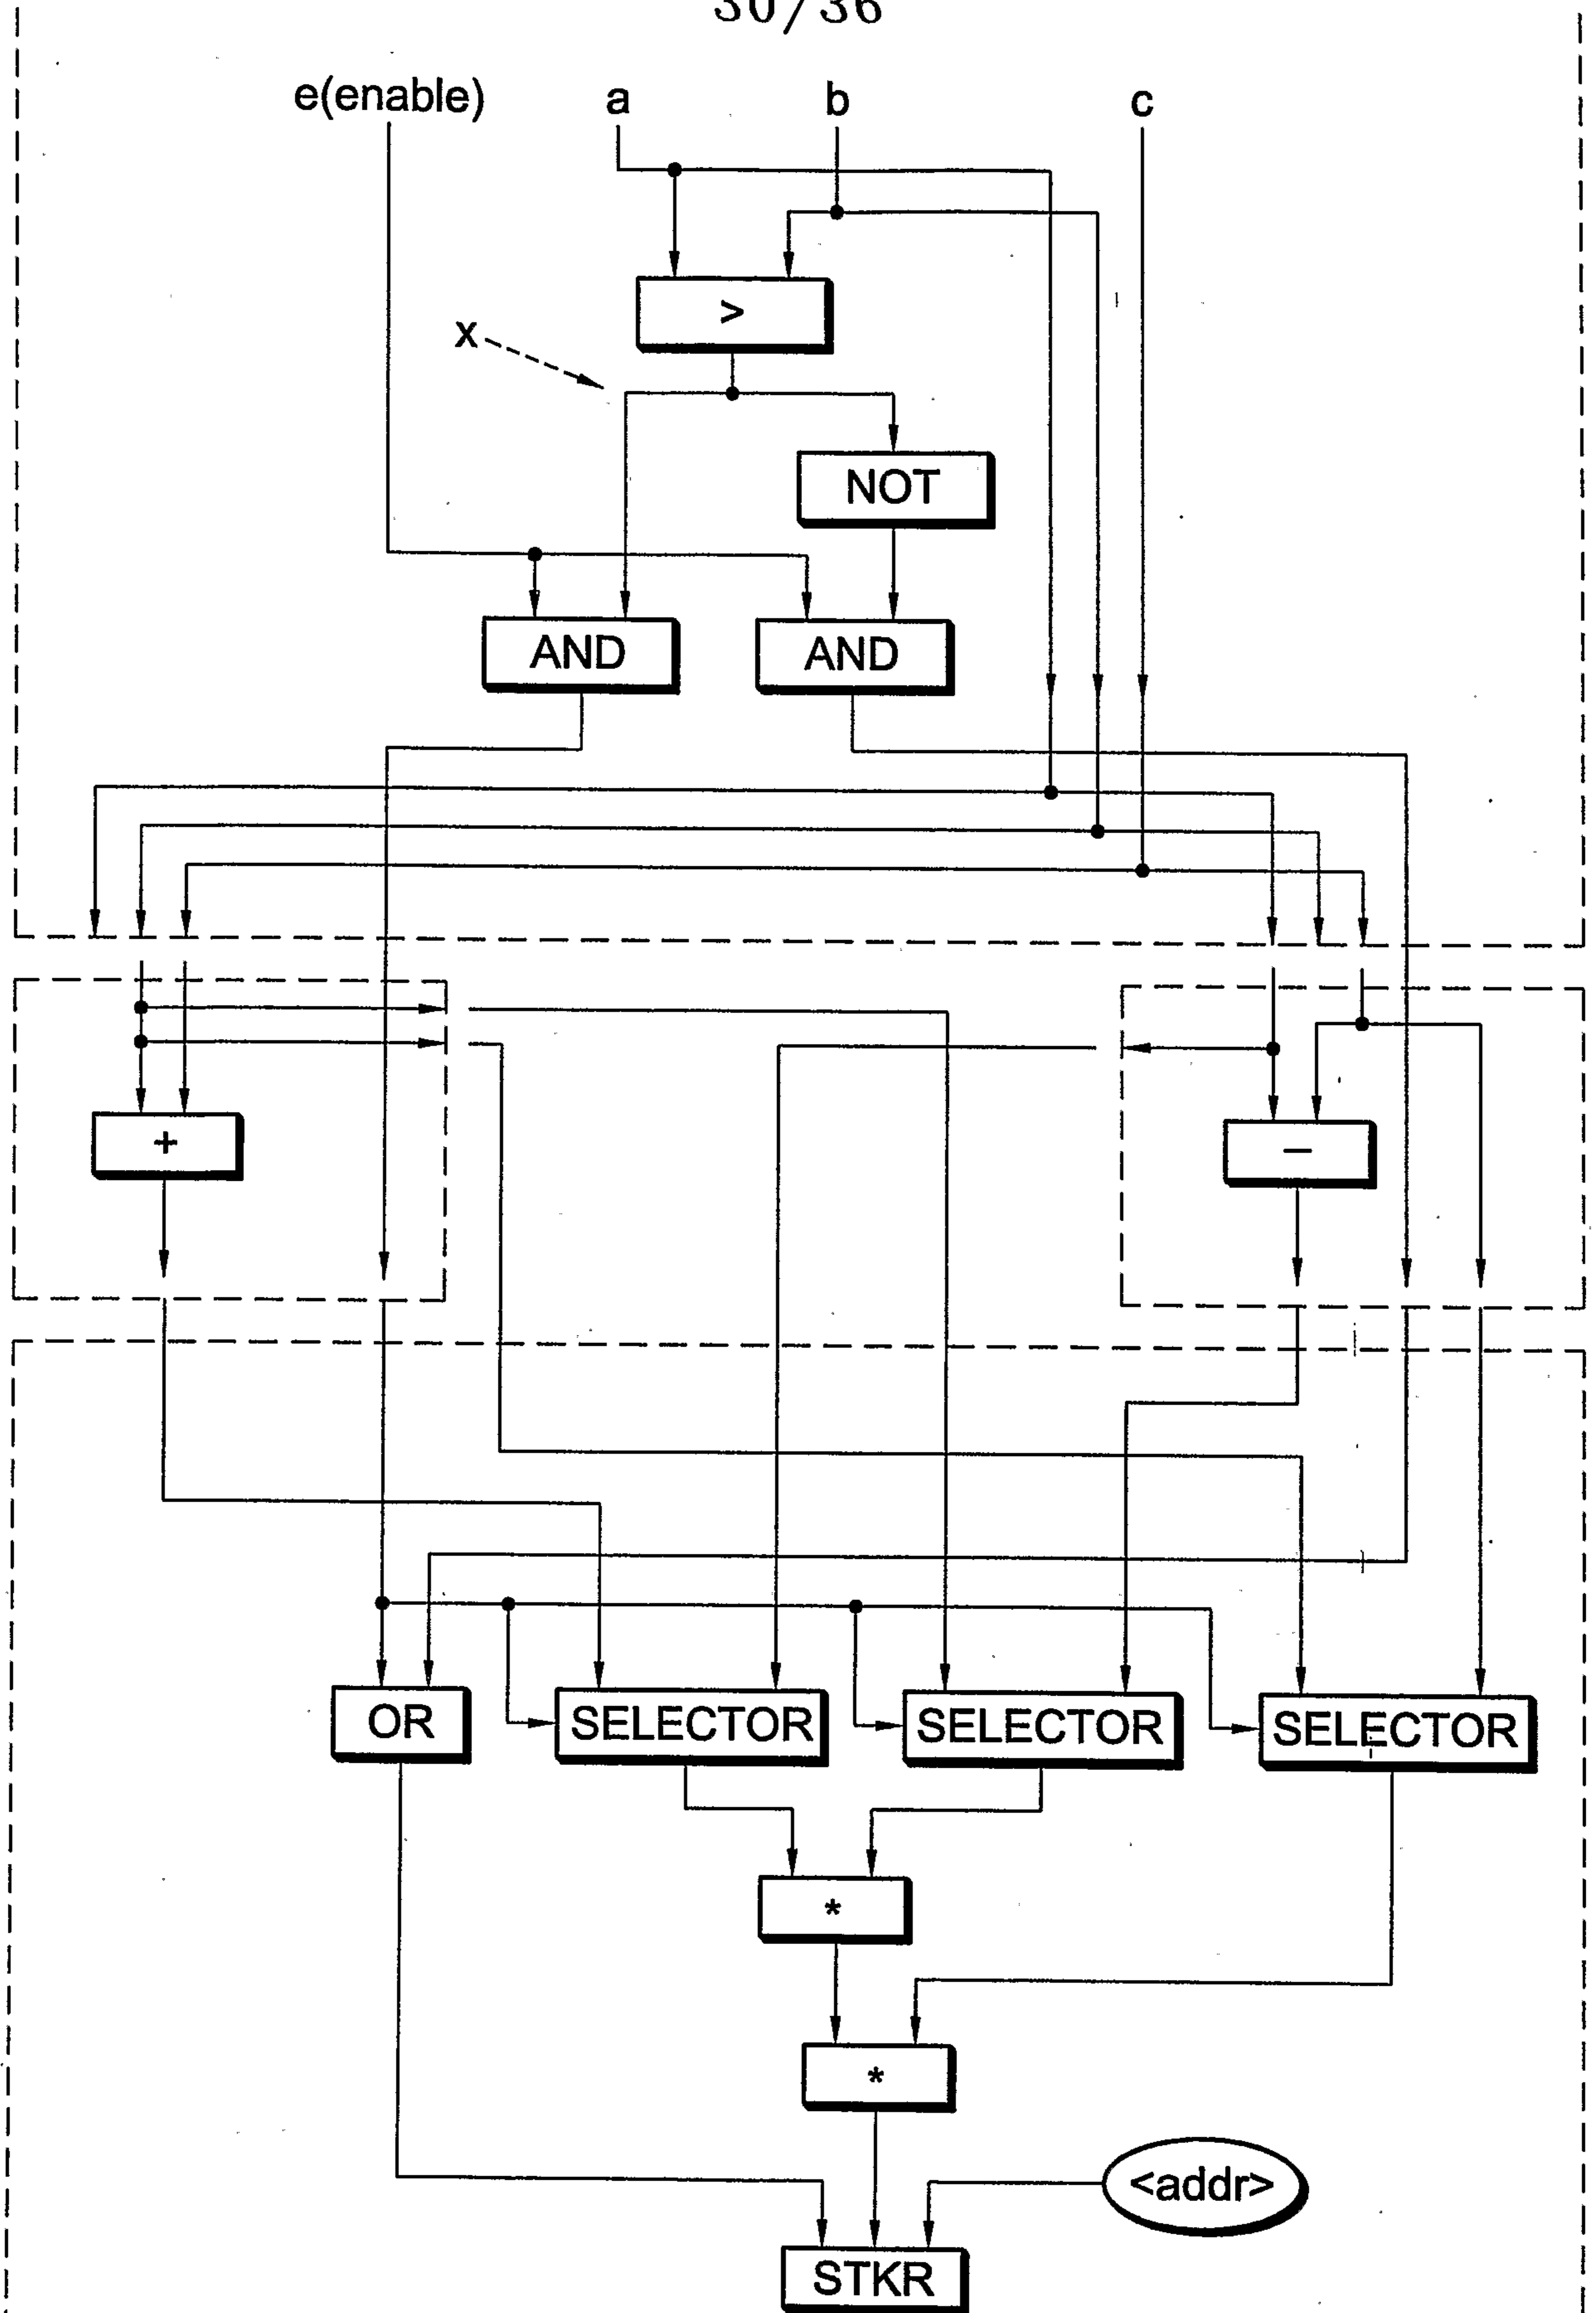 30/36
e(enable) a b c
>
x
NOT
AND AND
+ −
OR SELECTOR SELECTOR SELECTOR
*
*
<addr>
STKR